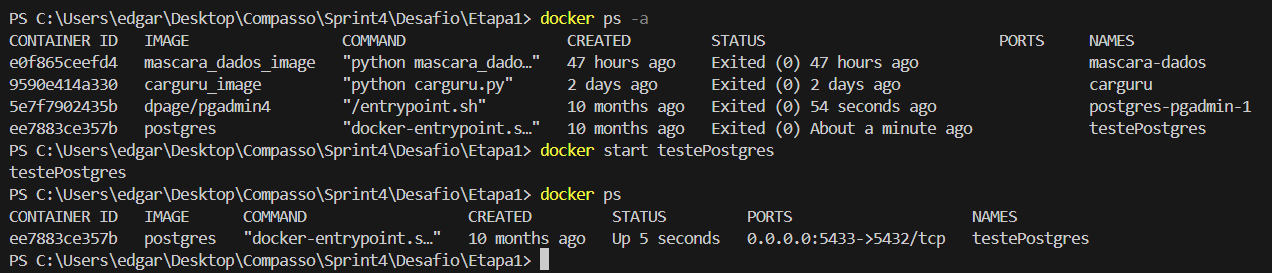 PS C:\Users\edgar\Desktop\Compasso\Sprint4\Desafio\Etapa1> docker ps -a
CONTAINER ID   IMAGE                 COMMAND                  CREATED         STATUS                          PORTS     NAMES
e0f865ceefd4   mascara_dados_image   "python mascara_dado…"   47 hours ago    Exited (0) 47 hours ago                   mascara-dados
9590e414a330   carguru_image         "python carguru.py"      2 days ago      Exited (0) 2 days ago                     carguru
5e7f7902435b   dpage/pgadmin4        "/entrypoint.sh"         10 months ago   Exited (0) 54 seconds ago                 postgres-pgadmin-1
ee7883ce357b   postgres              "docker-entrypoint.s…"   10 months ago   Exited (0) About a minute ago             testePostgres
PS C:\Users\edgar\Desktop\Compasso\Sprint4\Desafio\Etapa1> docker start testePostgres
testePostgres
PS C:\Users\edgar\Desktop\Compasso\Sprint4\Desafio\Etapa1> docker ps
CONTAINER ID   IMAGE      COMMAND                  CREATED         STATUS         PORTS                    NAMES
ee7883ce357b   postgres   "docker-entrypoint.s…"   10 months ago   Up 5 seconds   0.0.0.0:5433->5432/tcp   testePostgres
PS C:\Users\edgar\Desktop\Compasso\Sprint4\Desafio\Etapa1>